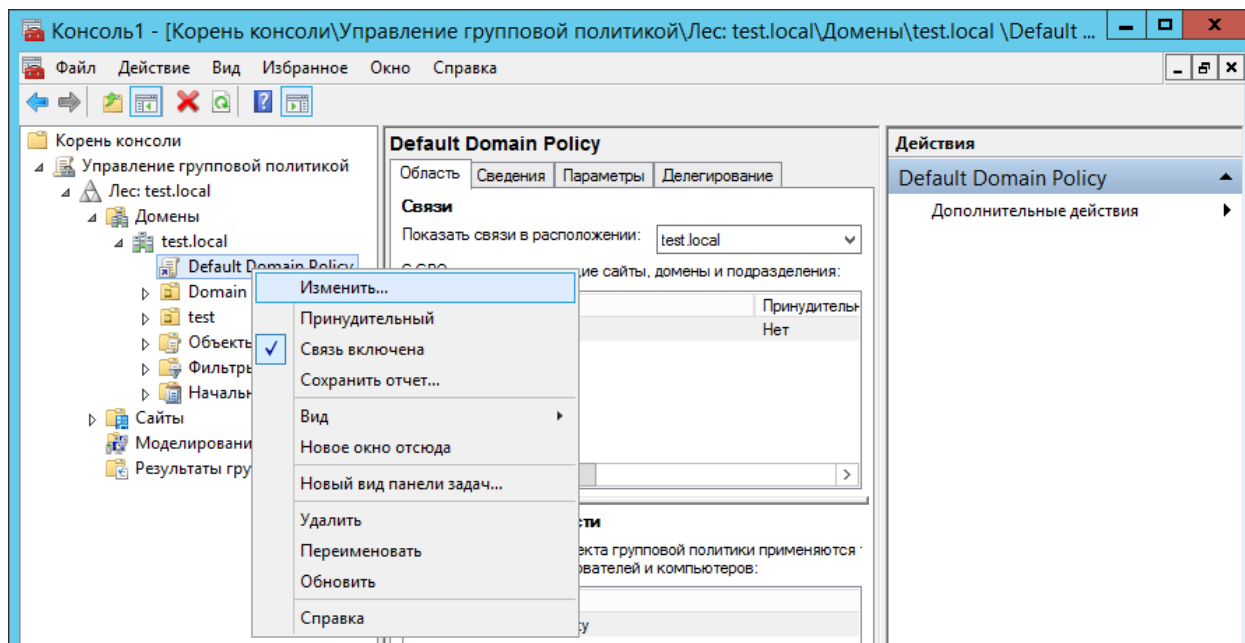 Консоль1 - [Корень консоли\Управление групповой политикой\Лес: test.local\Домены\test.local \Default ...
Файл Действие Вид Избранное Окно Справка
Корень консоли
Управление групповой политикой
Лес: test.local
Домены
test.local
Default Domain Policy
Domain
test
Объекты
Фильтры
Начальн
Сайты
Моделировани
Результаты гру
Изменить...
Принудительный
Связь включена
Сохранить отчет...
Вид
Новое окно отсюда
Новый вид панели задач...
Удалить
Переименовать
Обновить
Справка
Default Domain Policy
Область Сведения Параметры Делегирование
Связи
Показать связи в расположении: test.local
ие сайты, домены и подразделения:
Принудительн
Нет
сти
екта групповой политики применяются
ователей и компьютеров:
Действия
Default Domain Policy
Дополнительные действия